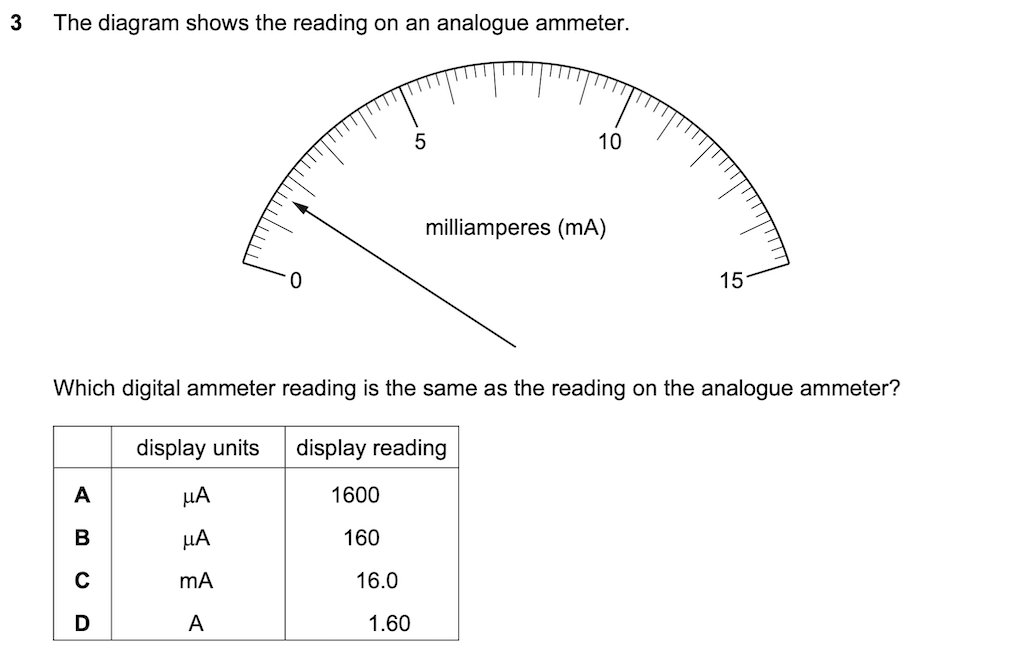 3 The diagram shows the reading on an analogue ammeter.
5
10
milliamperes (mA)
0
15
Which digital ammeter reading is the same as the reading on the analogue ammeter?
display units display reading
A μA 1600
B μA 160
C mA 16.0
D A 1.60